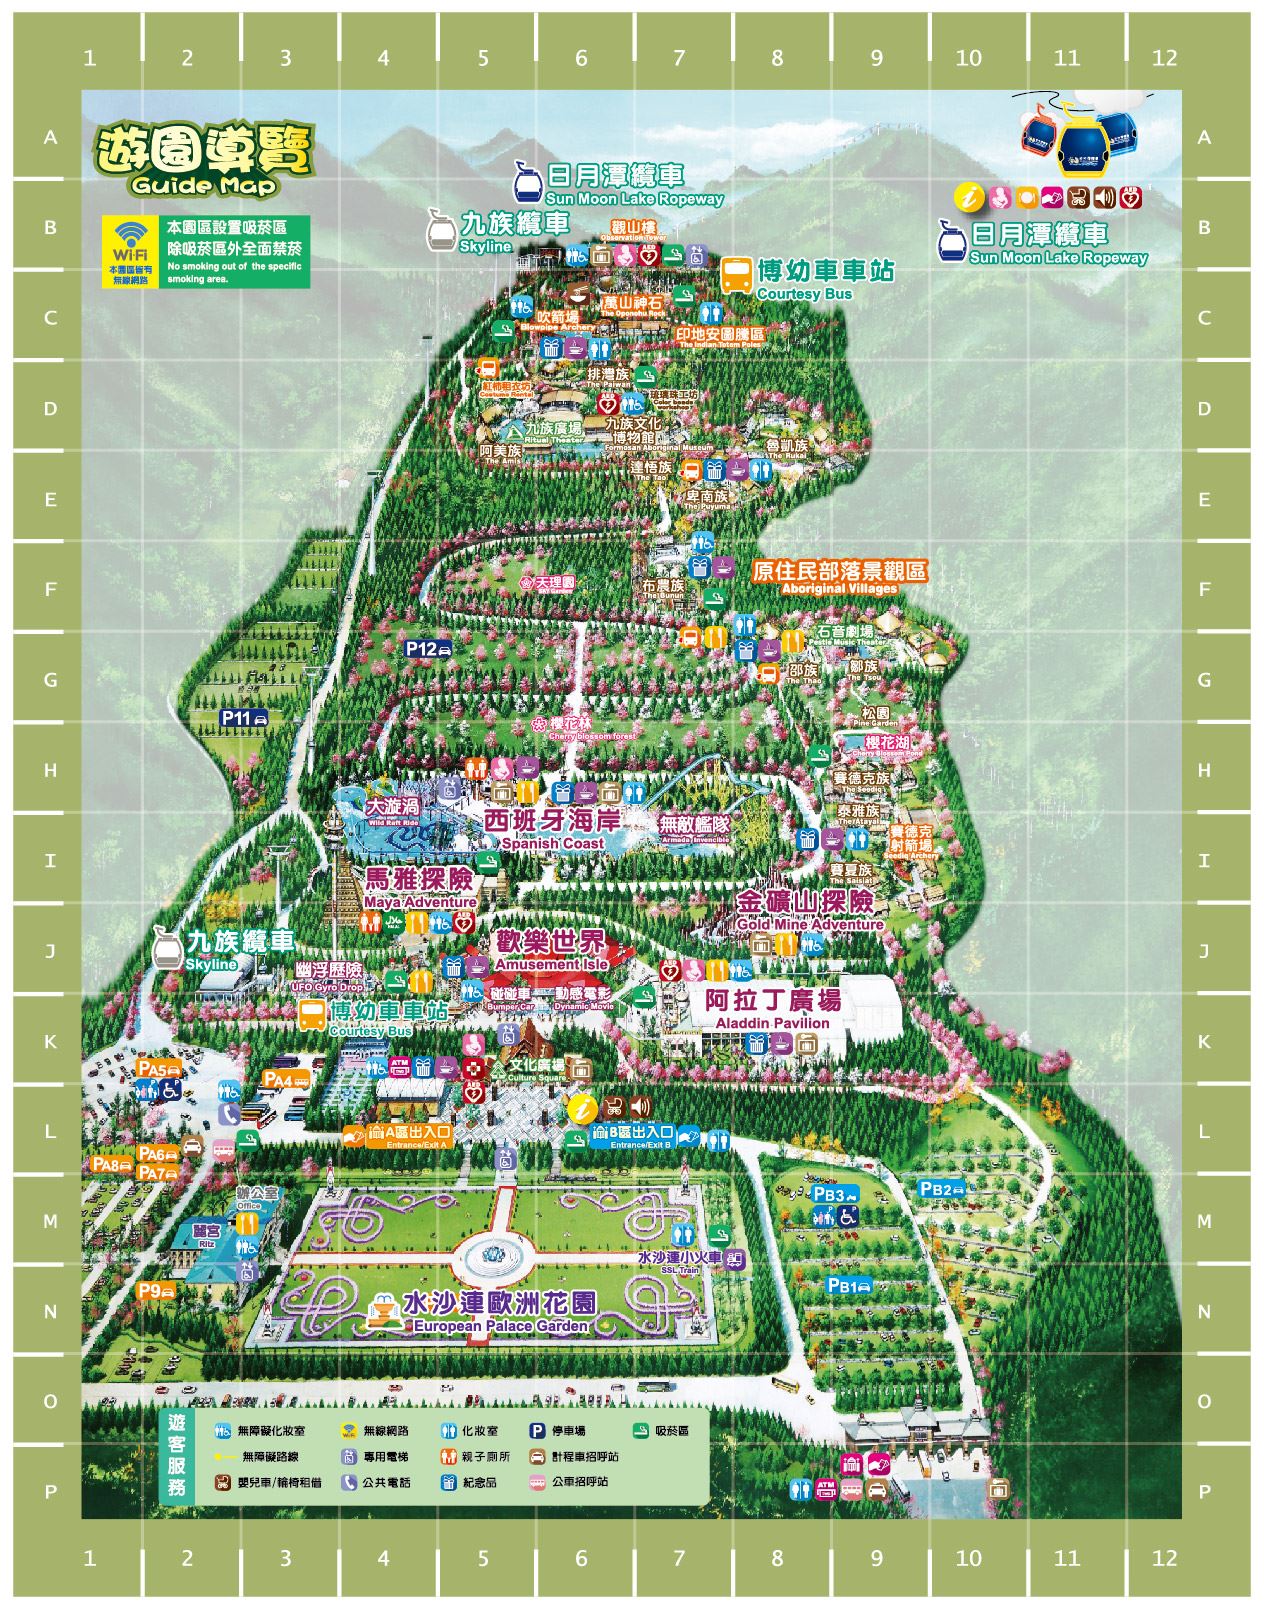 1 2 3 4 5 6 7 8 9 10 11 12
A
A
遊園導覽
Guide Map
日月潭纜車
Sun Moon Lake Ropeway
B
B
九族纜車
Skyline
觀山樓
Observation Tower
AED
AED
日月潭纜車
Sun Moon Lake Ropeway
Wi-Fi
本園區皆有
無線網路
本園區設置吸菸區
除吸菸區外全面禁菸
No smoking out of the specific
smoking area.
博幼車車站
Courtesy Bus
C
C
吹箭場
Blowpipe Archery
萬山神石
The Oponohu Rock
印地安圖騰區
The Indian Totem Poles
排灣族
The Paiwan
D
D
紅柿租衣坊
Costume Rental
AED
琉璃珠工坊
Color beads
workshop
九族廣場
Ritual Theater
九族文化
博物館
Formosan Aboriginal Museum
阿美族
The Amis
魯凱族
The Rukai
達悟族
The Tao
E
E
卑南族
The Puyuma
F
F
天理園
布農族
The Bunun
原住民部落景觀區
Aboriginal Villages
石音劇場
Pestle Music Theater
G
G
P12
邵族
The Thao
鄒族
The Tsou
P11
松園
Pine Garden
櫻花林
Cherry blossom forest
櫻花湖
Cherry Blossom Pond
H
H
賽德克族
The Seediq
大漩渦
Wild Raft Ride
西班牙海岸
Spanish Coast
無敵艦隊
Armada Invencible
泰雅族
The Atayal
賽德克
射箭場
Seediq Archery
I
I
馬雅探險
Maya Adventure
賽夏族
The Saisiat
金礦山探險
Gold Mine Adventure
AED
J
J
九族纜車
Skyline
歡樂世界
Amusement Isle
幽浮歷險
UFO Gyro Drop
AED
碰碰車
Bumper Car
動感電影
Dynamic Movie
阿拉丁廣場
Aladdin Pavilion
博幼車車站
Courtesy Bus
K
K
PA5
PA4
ATM
文化廣場
Culture Square
AED
L
L
A區出入口
Entrance/Exit A
B區出入口
Entrance/Exit B
PA8
PA6
PA7
M
M
辦公室
Office
麗宮
Ritz
PB3
PB2
水沙連小火車
SSL Train
N
N
P9
PB1
水沙連歐洲花園
European Palace Garden
O
O
遊客服務
無障礙化妝室
無線網路
化妝室
P 停車場
吸菸區
無障礙路線
專用電梯
親子廁所
計程車招呼站
嬰兒車/輪椅租借
公共電話
紀念品
公車招呼站
P
P
ATM
1 2 3 4 5 6 7 8 9 10 11 12